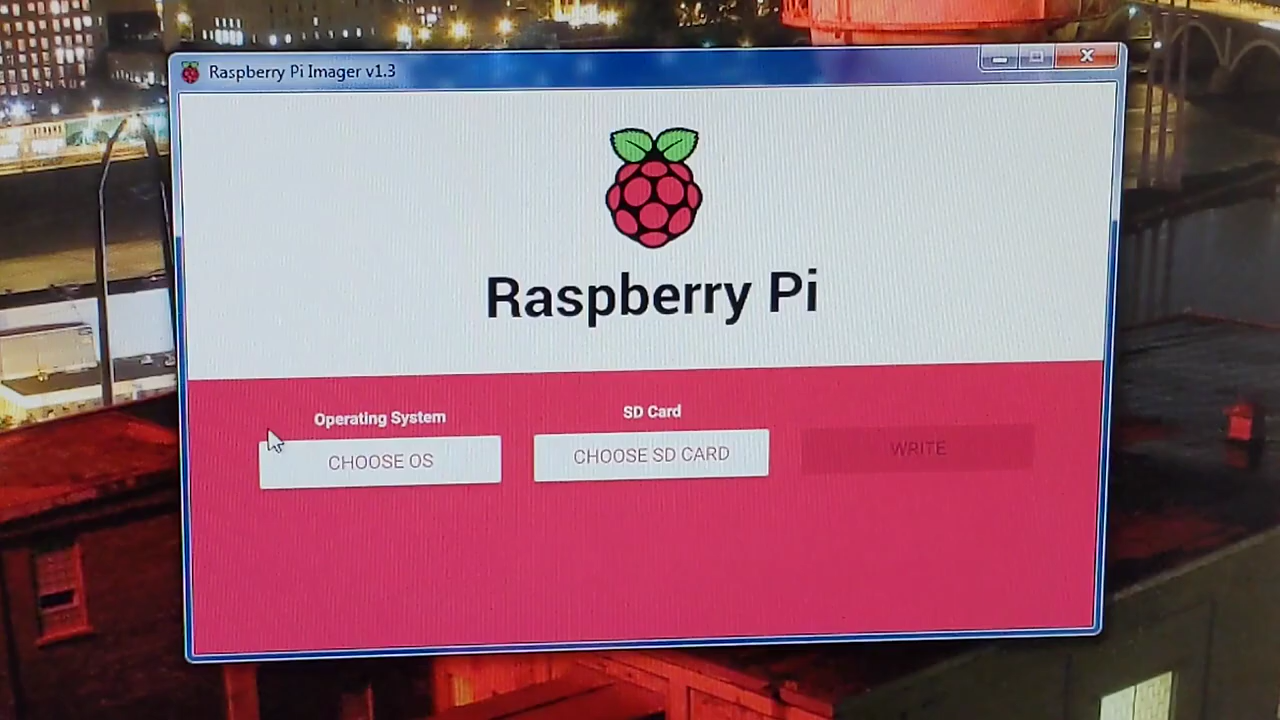 Raspberry Pi Imager v1.3
Raspberry Pi
Operating System
CHOOSE OS
SD Card
CHOOSE SD CARD
WRITE